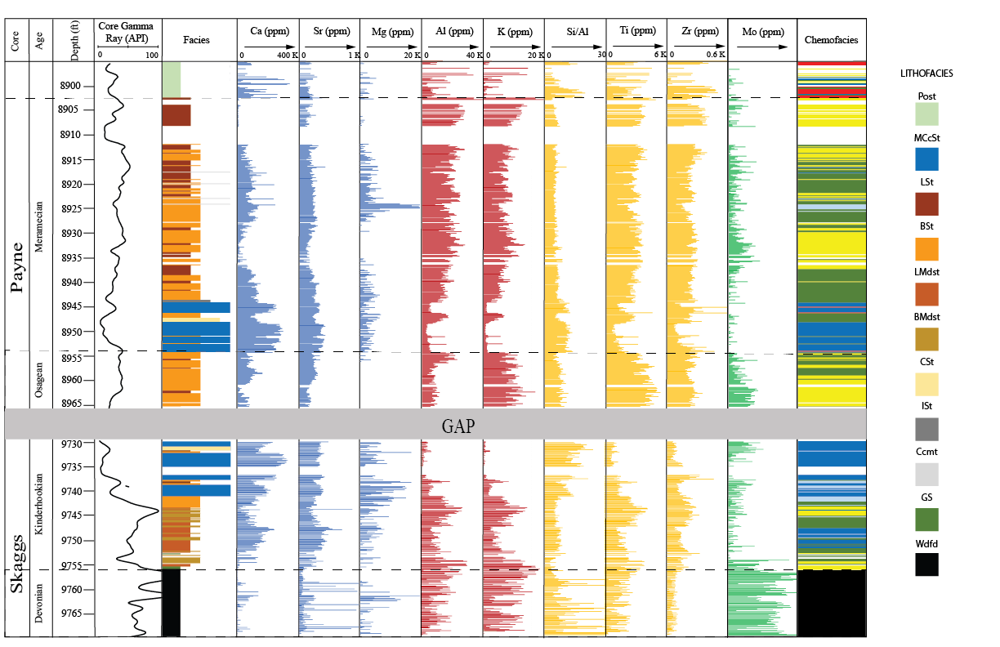 Core
Age
Depth (ft)
Core Gamma
Ray (API)
0 100
Facies
Ca (ppm)
0 400 K
Sr (ppm)
0 1 K
Mg (ppm)
0 20 K
Al (ppm)
0 40 K
K (ppm)
0 20 K
Si/Al
0 30
Ti (ppm)
0 6 K
Zr (ppm)
0 0.6 K
Mo (ppm)
Chemofacies
Payne
Meramecian
Osagean
8900
8905
8910
8915
8920
8925
8930
8935
8940
8945
8950
8955
8960
8965
GAP
Skaggs
Kinderhookian
Devonian
9730
9735
9740
9745
9750
9755
9760
9765
LITHOFACIES
Post
MCcSt
LSt
BSt
LMdst
BMdst
CSt
ISt
Ccmt
GS
Wdfd